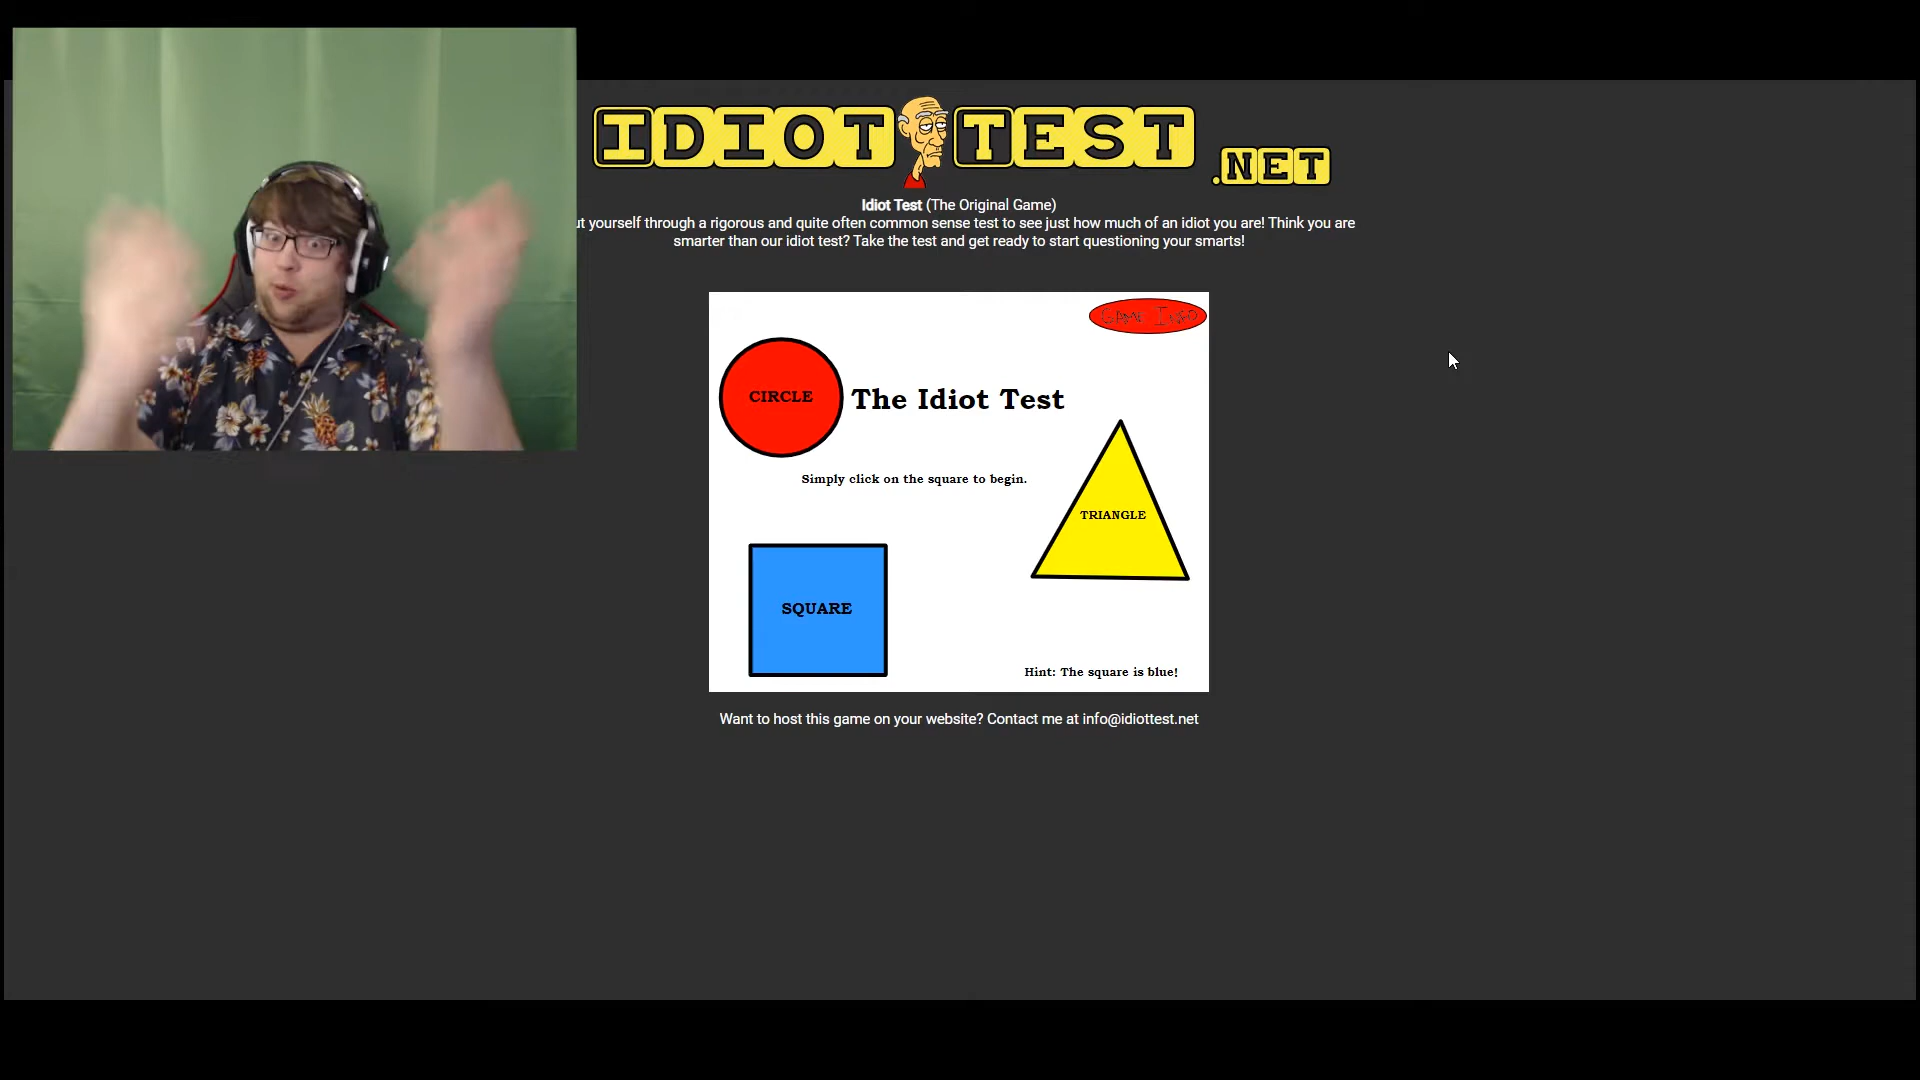 IDIOT TEST
.NET
Idiot Test (The Original Game)
yourself through a rigorous and quite often common sense test to see just how much of an idiot you are! Think you are
smarter than our idiot test? Take the test and get ready to start questioning your smarts!
GAME INFO
CIRCLE
The Idiot Test
Simply click on the square to begin.
TRIANGLE
SQUARE
Hint: The square is blue!
Want to host this game on your website? Contact me at info@idiottest.net